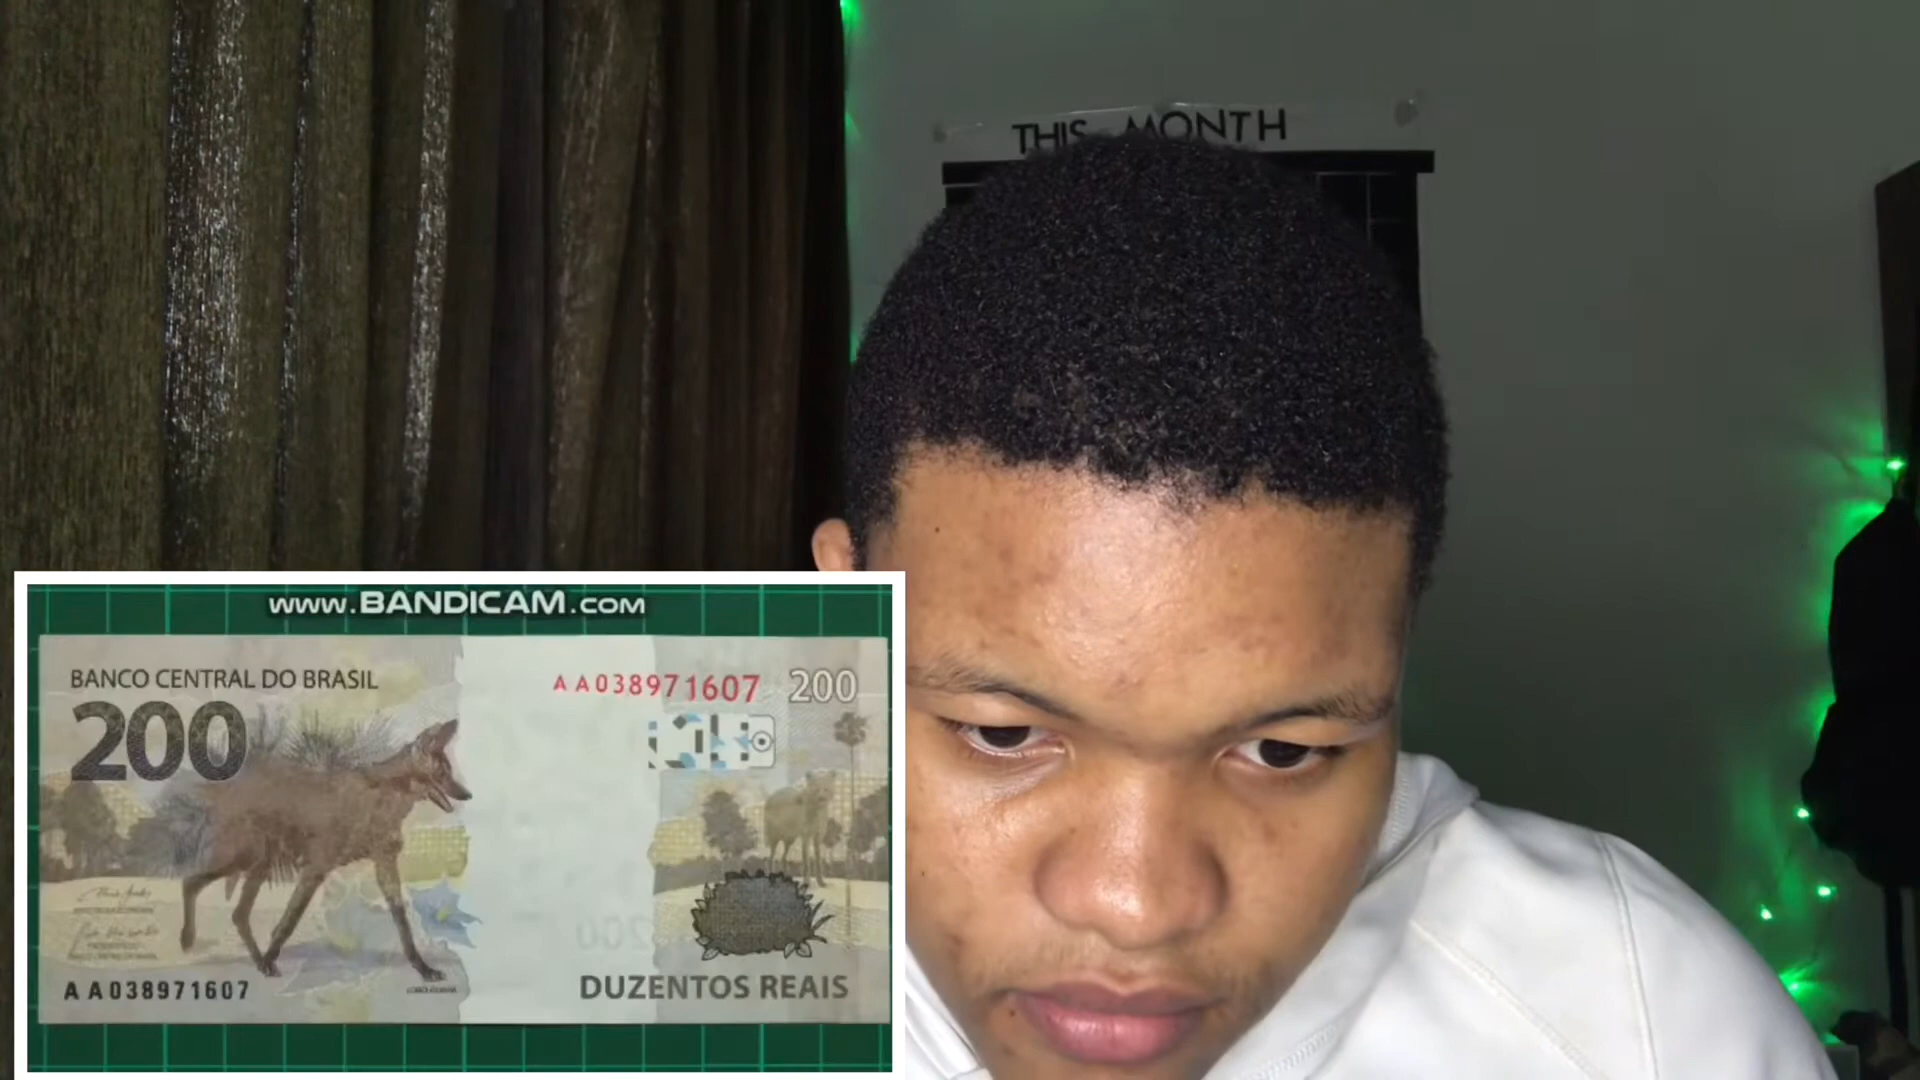 THIS MONTH
www.BANDICAM.COM
BANCO CENTRAL DO BRASIL
AA038971607
200
200
AA038971607
DUZENTOS REAIS